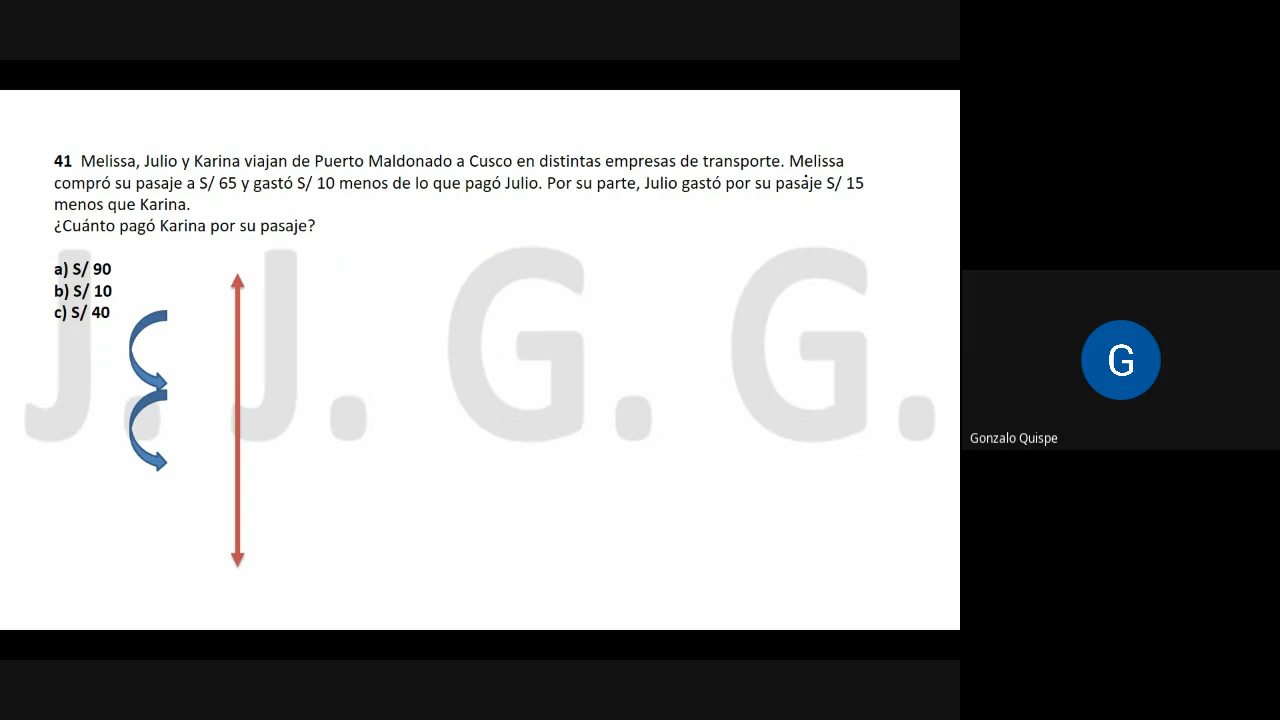 41 Melissa, Julio y Karina viajan de Puerto Maldonado a Cusco en distintas empresas de transporte. Melissa
compró su pasaje a S/ 65 y gastó S/ 10 menos de lo que pagó Julio. Por su parte, Julio gastó por su pasaje S/ 15
menos que Karina.
¿Cuánto pagó Karina por su pasaje?
a) S/ 90
b) S/ 10
c) S/ 40
J. J. G. G.
G
Gonzalo Quispe